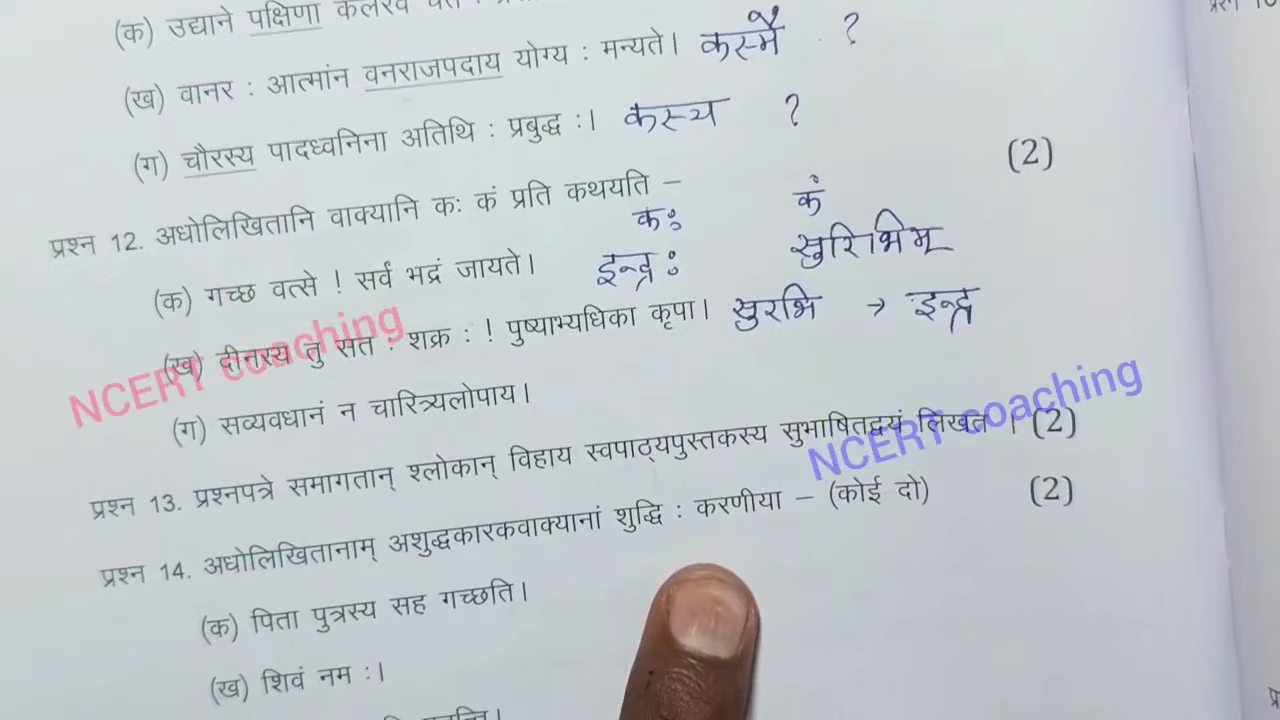 (क) उद्याने पक्षिणा कलरव
(ख) वानर : आत्मांन वनराजपदाय योग्य : मन्यते। कस्मै ?
(ग) चौरस्य पादध्वनिना अतिथि : प्रबुद्ध :। कस्य ?
(2)
प्रश्न 12. अधोलिखितानि वाक्यानि कः कं प्रति कथयति –
कः कं
(क) गच्छ वत्से ! सर्वं भद्रं जायते। इन्द्रः सुरिभिम्
(ख) दीनस्य तु सत : शक्र : ! पुष्याभ्यधिका कृपा। सुरभि → इन्द्र
(ग) सव्यवधानं न चारित्र्यलोपाय।
प्रश्न 13. प्रश्नपत्रे समागतान् श्लोकान् विहाय स्वपाठ्यपुस्तकस्य सुभाषितद्वयं लिखत । (2)
प्रश्न 14. अधोलिखितानाम् अशुद्धकारकवाक्यानां शुद्धि : करणीया – (कोई दो) (2)
(क) पिता पुत्रस्य सह गच्छति।
(ख) शिवं नम :।
NCERT coaching
NCERT coaching